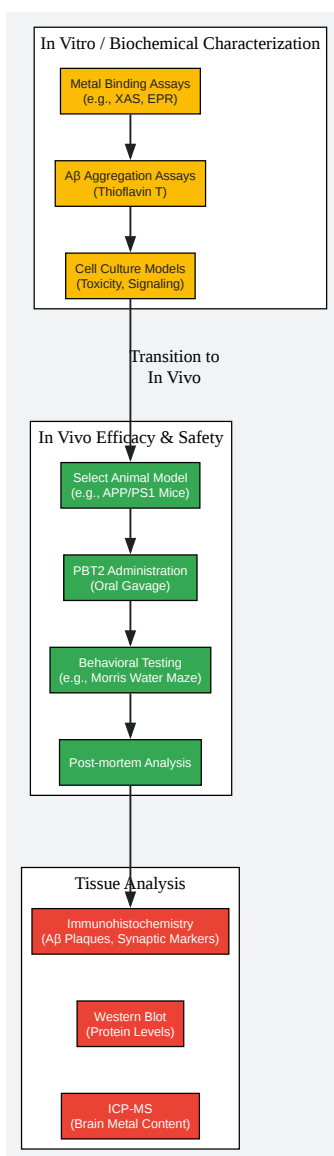 In Vitro / Biochemical Characterization
Metal Binding Assays
(e.g., XAS, EPR)
Aβ Aggregation Assays
(Thioflavin T)
Cell Culture Models
(Toxicity, Signaling)
Transition to
In Vivo
In Vivo Efficacy & Safety
Select Animal Model
(e.g., APP/PS1 Mice)
PBT2 Administration
(Oral Gavage)
Behavioral Testing
(e.g., Morris Water Maze)
Post-mortem Analysis
Tissue Analysis
Immunohistochemistry
(Aβ Plaques, Synaptic Markers)
Western Blot
(Protein Levels)
ICP-MS
(Brain Metal Content)